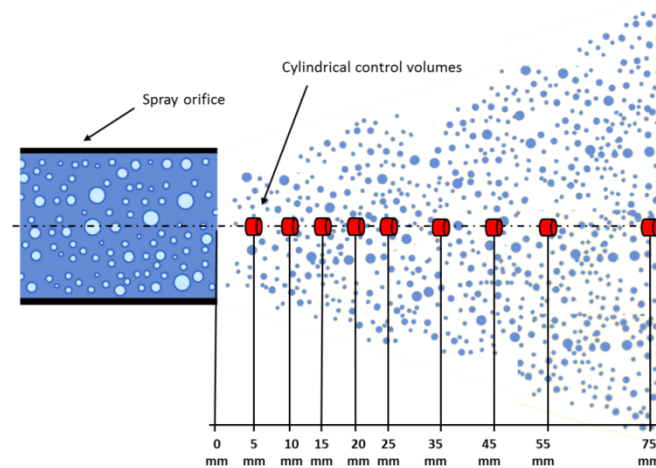 Cylindrical control volumes
Spray orifice
0 5 10 15 20 25 35 45 55 75
mm mm mm mm mm mm mm mm mm mm